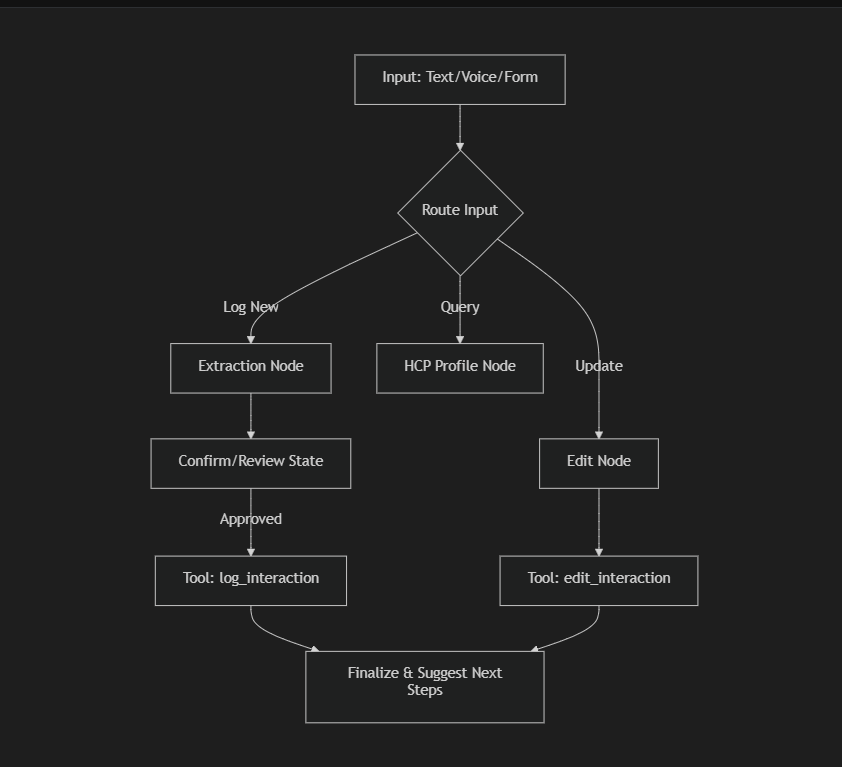 Input: Text/Voice/Form
Route Input
Log New
Query
Extraction Node
HCP Profile Node
Update
Confirm/Review State
Edit Node
Approved
Tool: log_interaction
Tool: edit_interaction
Finalize & Suggest Next
Steps